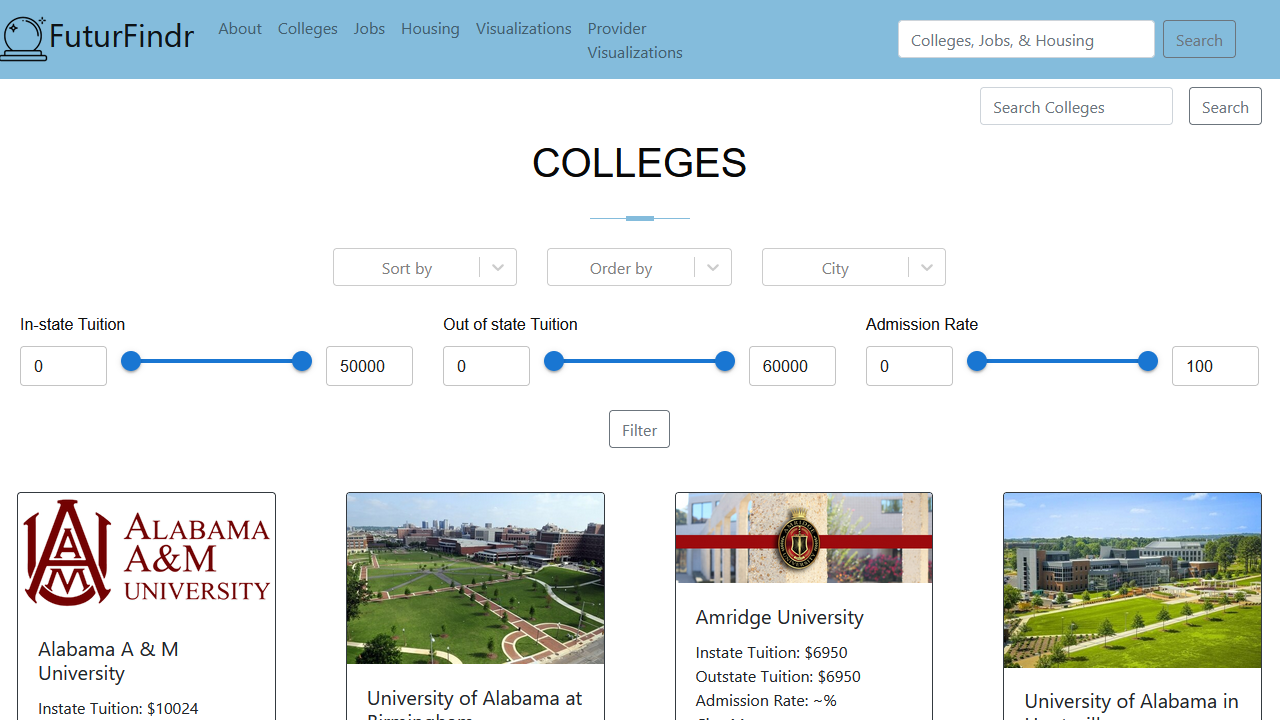 FuturFindr
About
Colleges
Jobs
Housing
Visualizations
Provider
Visualizations
Colleges, Jobs, & Housing
Search
Search Colleges
Search
COLLEGES
Sort by
Order by
City
In-state Tuition
Out of state Tuition
Admission Rate
0
50000
0
60000
0
100
Filter
ALABAMA
A&M
UNIVERSITY
Alabama A & M
University
Instate Tuition: $10024
University of Alabama at
Birmingham
Amridge University
Instate Tuition: $6950
Outstate Tuition: $6950
Admission Rate: ~%
University of Alabama in